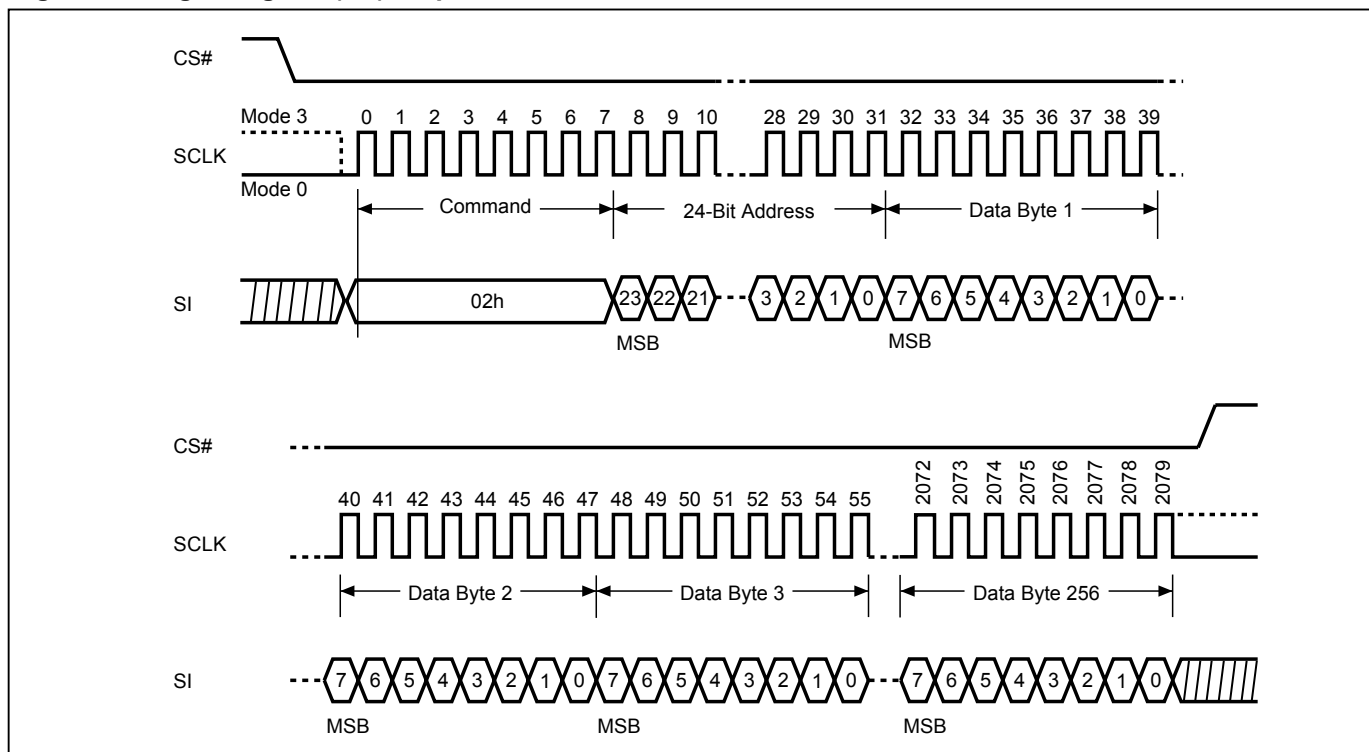 CS#
Mode 3
0 1 2 3 4 5 6 7 8 9 10 28 29 30 31 32 33 34 35 36 37 38 39
SCLK
Mode 0
Command 24-Bit Address Data Byte 1
SI 02h 23 22 21 3 2 1 0 7 6 5 4 3 2 1 0
MSB MSB
CS#
40 41 42 43 44 45 46 47 48 49 50 51 52 53 54 55 2072 2073 2074 2075 2076 2077 2078 2079
SCLK
Data Byte 2 Data Byte 3 Data Byte 256
SI 7 6 5 4 3 2 1 0 7 6 5 4 3 2 1 0 7 6 5 4 3 2 1 0
MSB MSB MSB